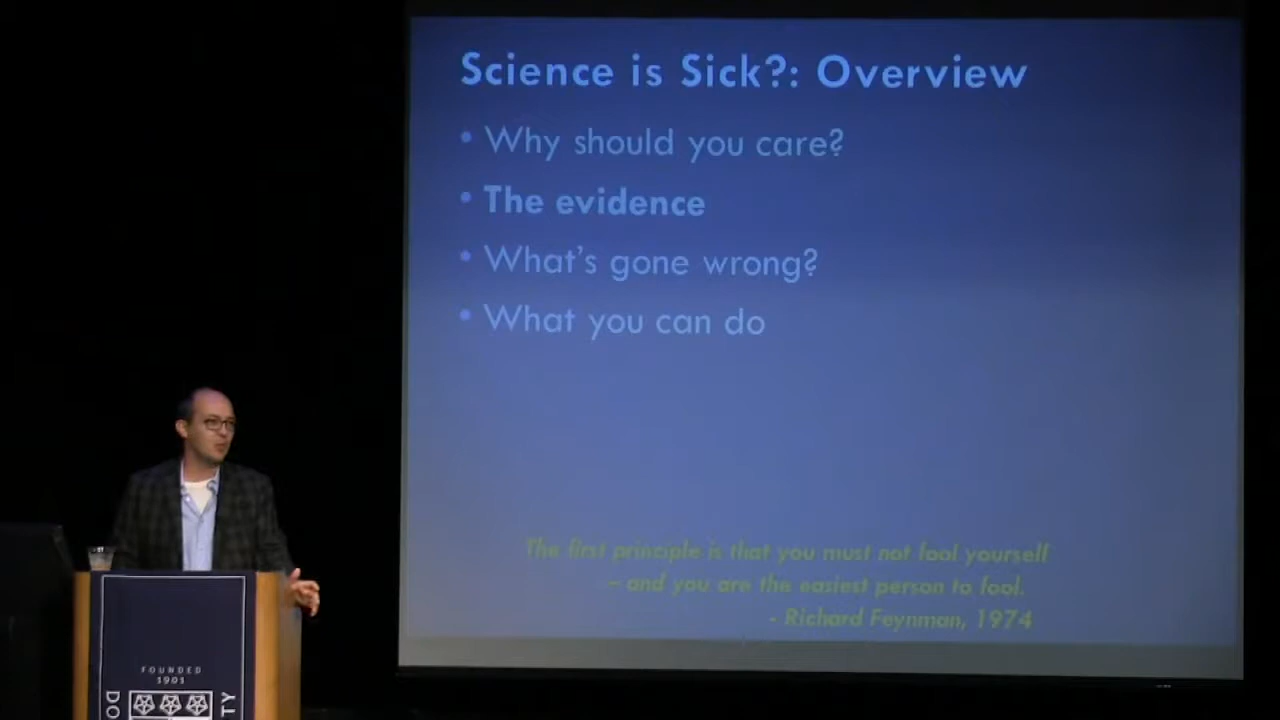 Science is Sick?: Overview
• Why should you care?
• The evidence
• What's gone wrong?
• What you can do
The first principle is that you must not fool yourself
– and you are the easiest person to fool.
- Richard Feynman, 1974
FOUNDED
1901
DO
TY